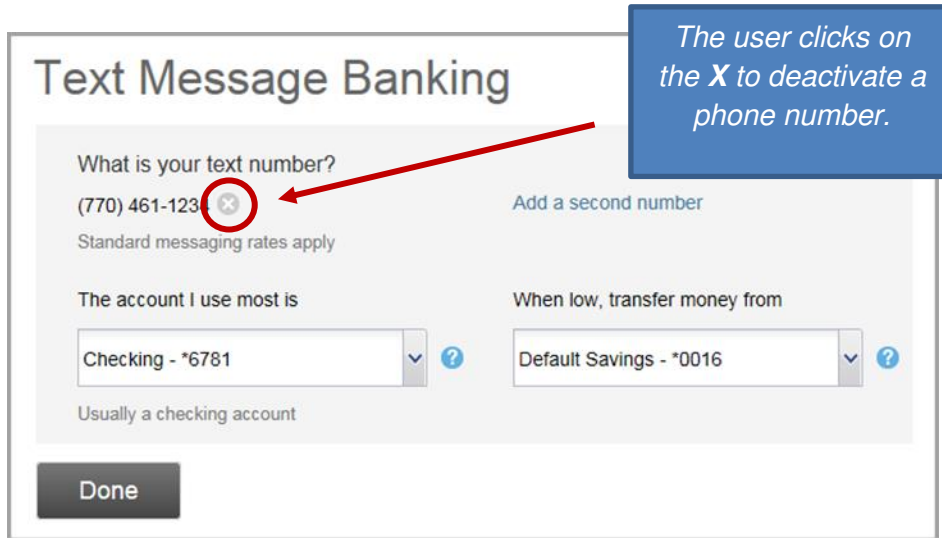 The user clicks on
the X to deactivate a
phone number.
Text Message Banking
What is your text number?
(770) 461-1234
Add a second number
Standard messaging rates apply
The account I use most is
When low, transfer money from
Checking - *6781
?
Default Savings - *0016
?
Usually a checking account
Done